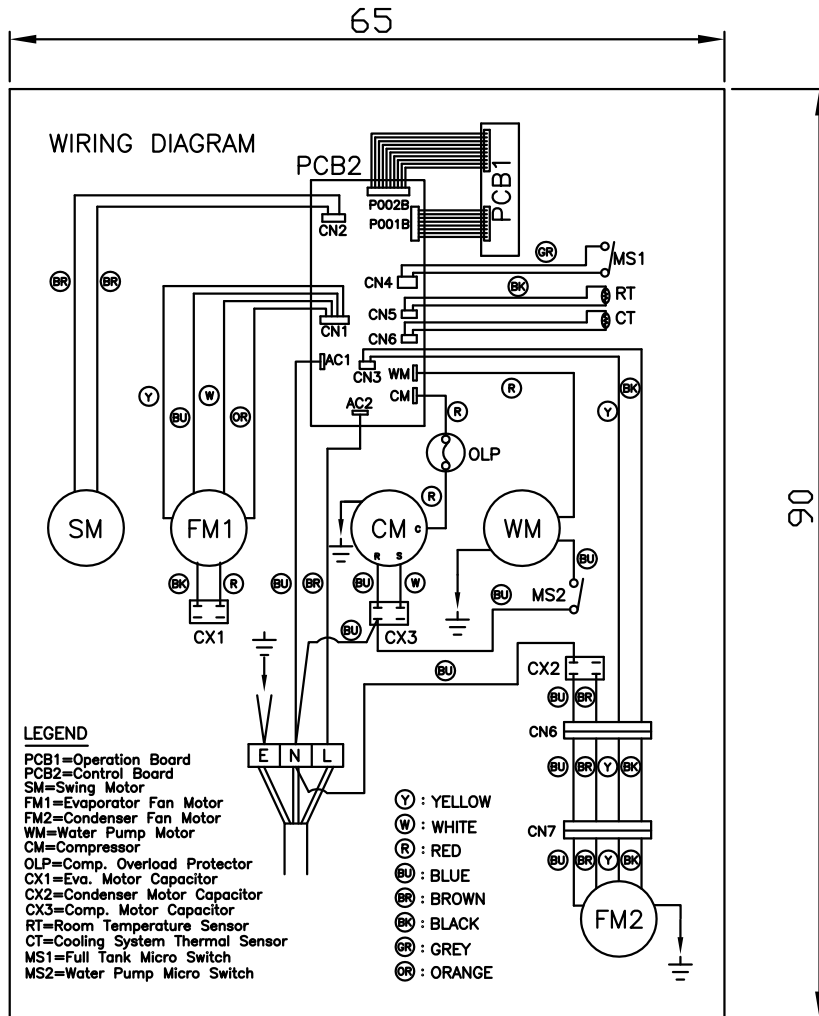 65
90
WIRING DIAGRAM
PCB2
PCB1
P002B
P001B
CN2
CN4
GR
MS1
BK
CN5
RT
CN1
CN6
CT
AC1
CN3
WM
CM
AC2
BR
BR
Y
BU
W
OR
R
R
Y
BK
OLP
R
SM
FM1
CM
C
R
S
WM
BK
R
BU
BR
BU
W
BU
BU
MS2
CX1
BU
CX3
BU
CX2
BU
BR
CN6
E
N
L
BU
BR
Y
BK
CN7
BU
BR
Y
BK
FM2
LEGEND
PCB1=Operation Board
PCB2=Control Board
SM=Swing Motor
FM1=Evaporator Fan Motor
FM2=Condenser Fan Motor
WM=Water Pump Motor
CM=Compressor
OLP=Comp. Overload Protector
CX1=Eva. Motor Capacitor
CX2=Condenser Motor Capacitor
CX3=Comp. Motor Capacitor
RT=Room Temperature Sensor
CT=Cooling System Thermal Sensor
MS1=Full Tank Micro Switch
MS2=Water Pump Micro Switch
Y : YELLOW
W : WHITE
R : RED
BU : BLUE
BR : BROWN
BK : BLACK
GR : GREY
OR : ORANGE